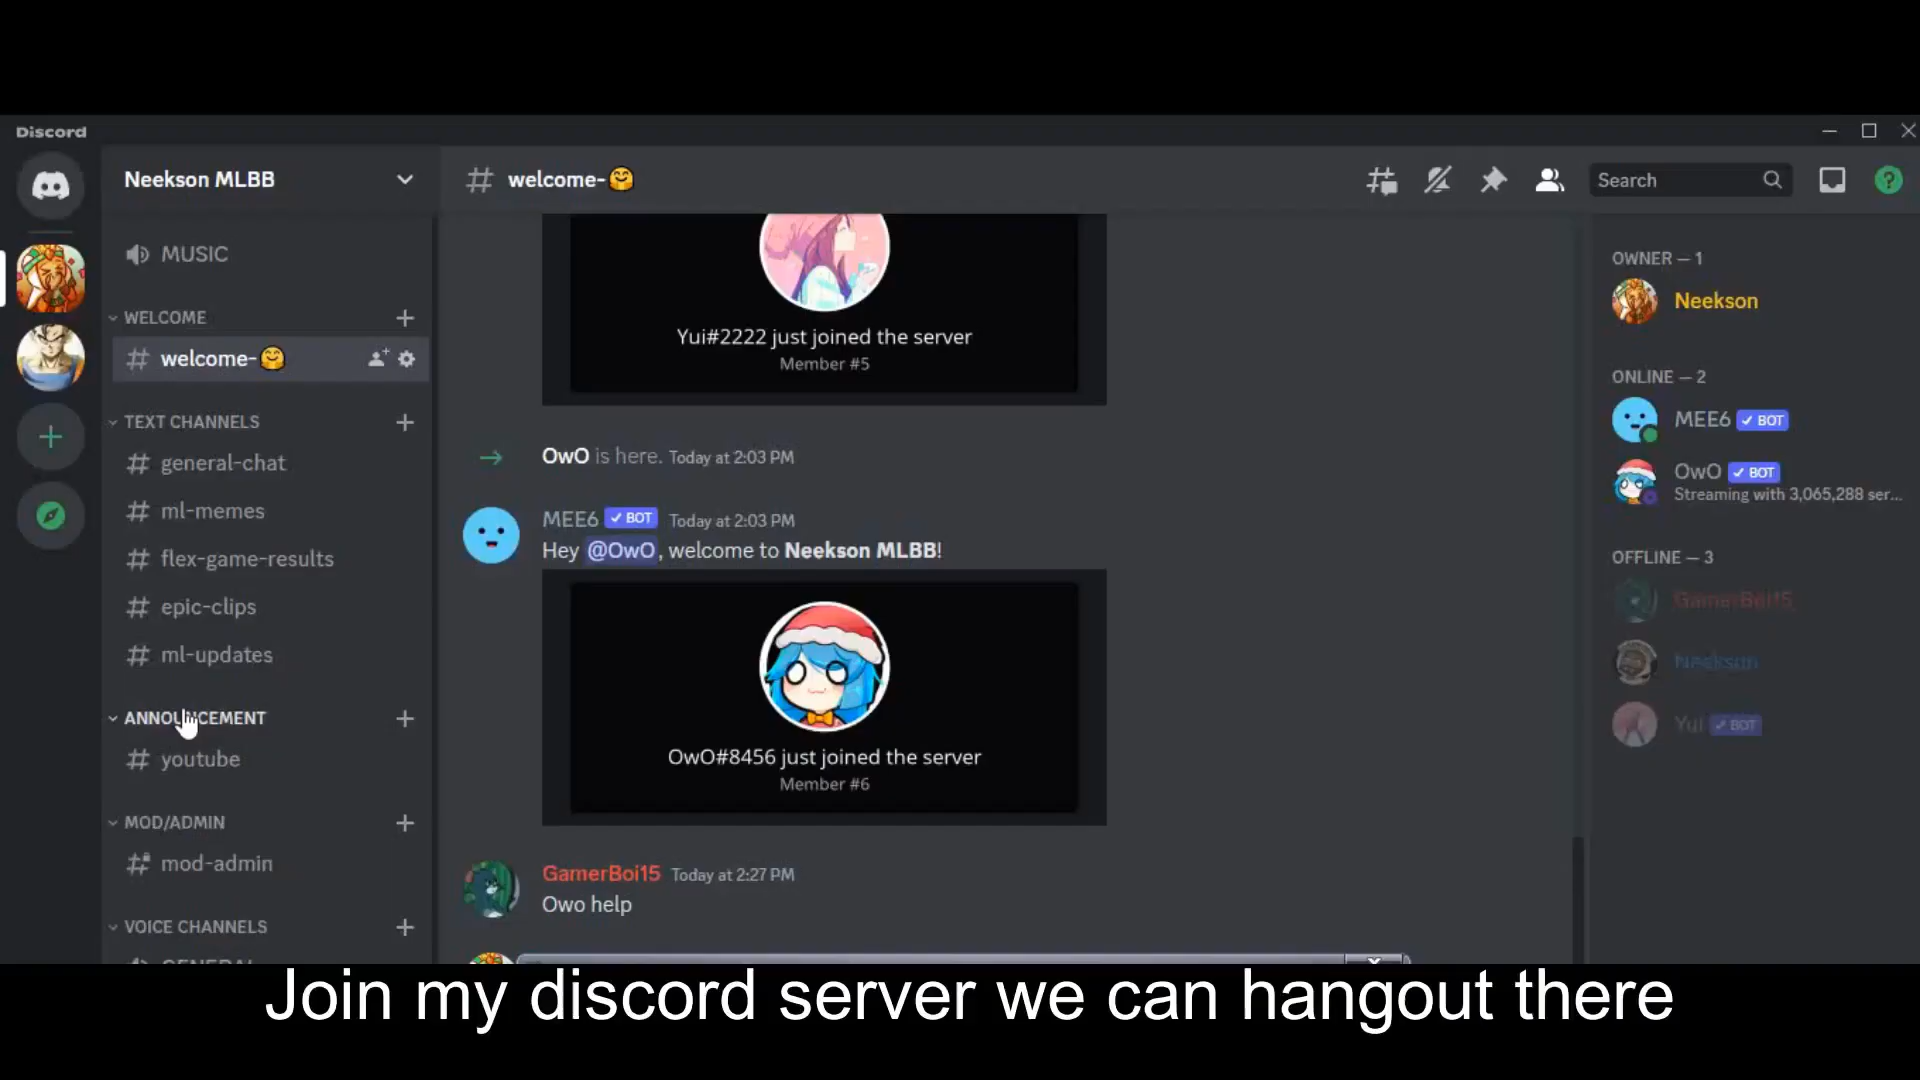 Discord
Neekson MLBB
MUSIC
WELCOME
welcome-🤗
TEXT CHANNELS
general-chat
ml-memes
flex-game-results
epic-clips
ml-updates
ANNOUNCEMENT
youtube
MOD/ADMIN
mod-admin
VOICE CHANNELS
GENERAL
welcome-🤗
Search
Yui#2222 just joined the server
Member #5
OwO is here. Today at 2:03 PM
MEE6 ✓ BOT Today at 2:03 PM
Hey @OwO, welcome to Neekson MLBB!
OwO#8456 just joined the server
Member #6
GamerBoi15 Today at 2:27 PM
Owo help
OWNER — 1
Neekson
ONLINE — 2
MEE6 ✓ BOT
OwO ✓ BOT
Streaming with 3,065,288 ser...
OFFLINE — 3
GamerBoi15
Neekson
Yui ✓ BOT
Join my discord server we can hangout there